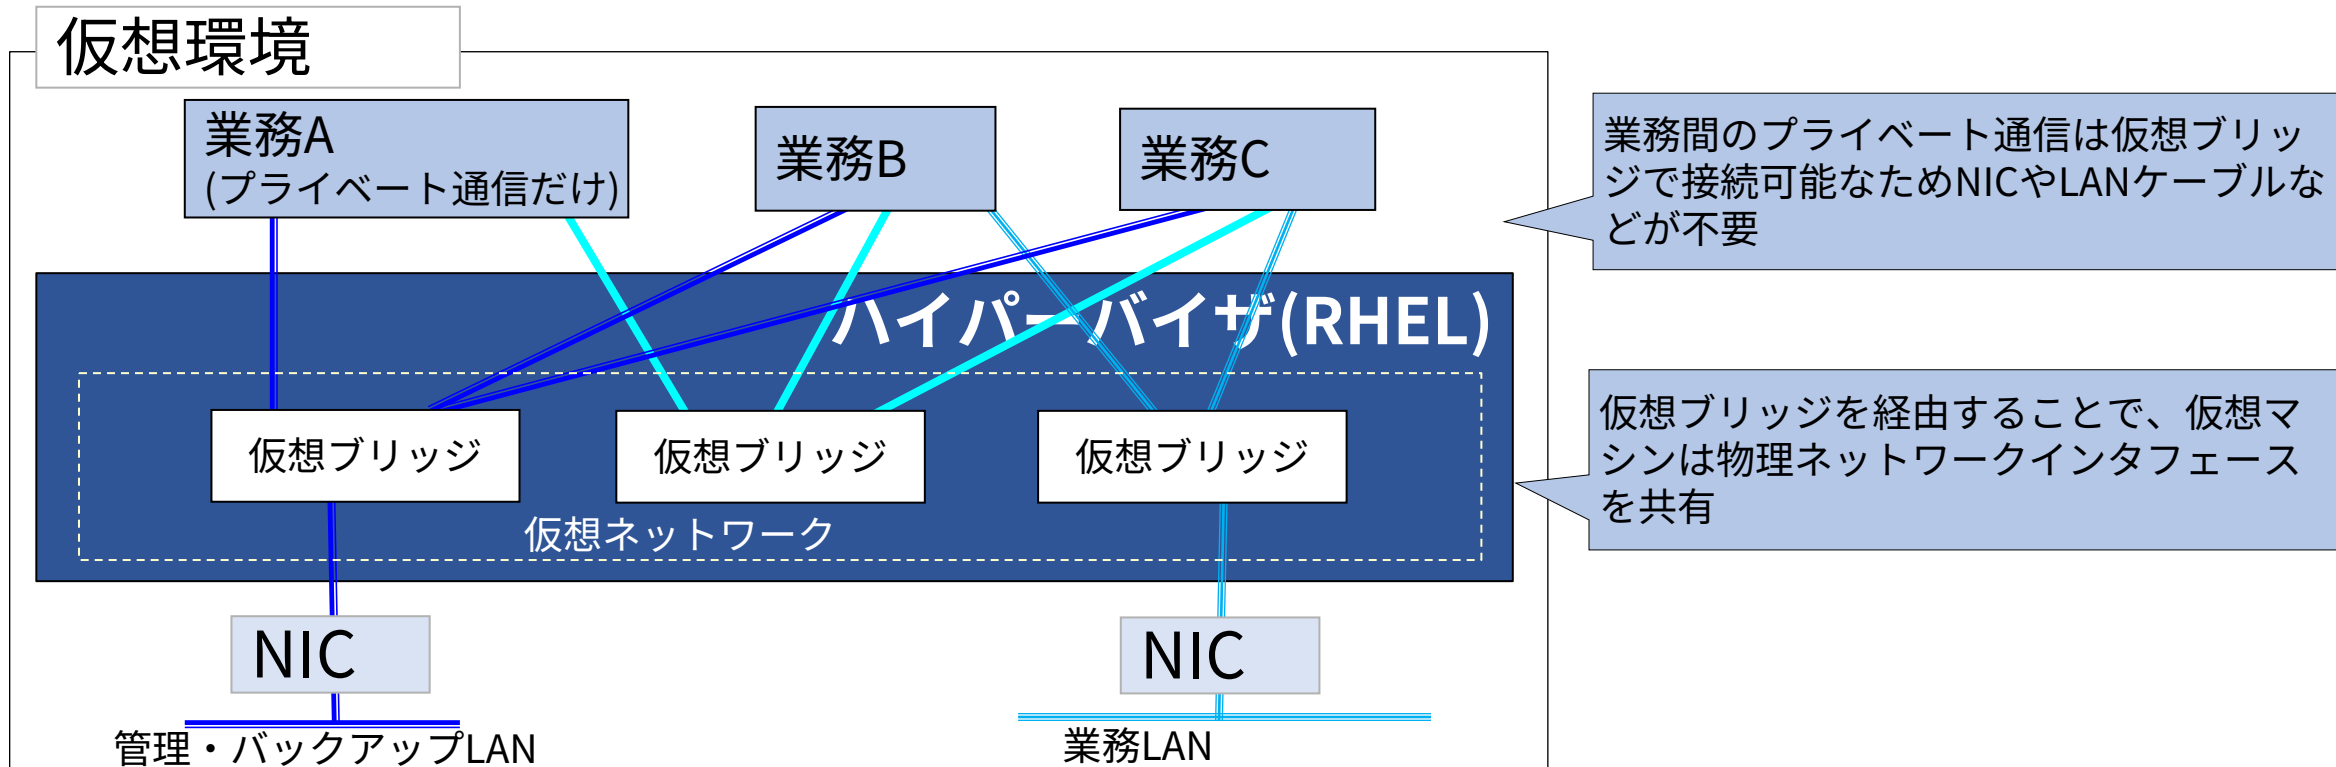 仮想環境
業務A
(プライベート通信だけ)
業務B
業務C
業務間のプライベート通信は仮想ブリッ
ジで接続可能なためNICやLANケーブルな
どが不要
ハイパーバイザ(RHEL)
仮想ブリッジ
仮想ブリッジ
仮想ブリッジ
仮想ネットワーク
仮想ブリッジを経由することで、仮想マ
シンは物理ネットワークインタフェース
を共有
NIC
NIC
管理・バックアップLAN
業務LAN